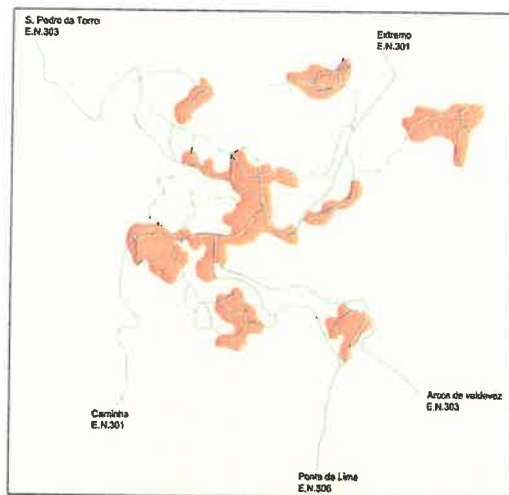 S. Pedro da Torre
E.N.303
Extremo
E.N.301
Arcos de valdevez
E.N.303
Caminha
E.N.301
Ponte de Lima
E.N.306